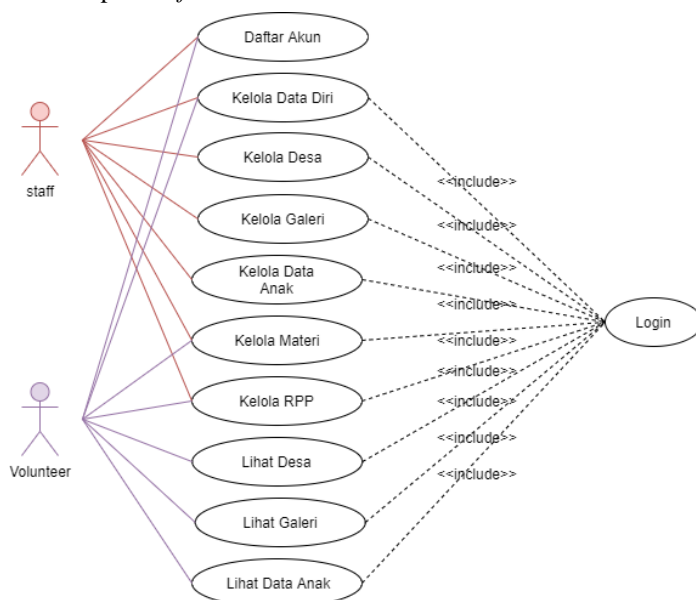 Daftar Akun
Kelola Data Diri
Kelola Desa
Kelola Galeri
Kelola Data
Anak
Kelola Materi
Kelola RPP
Lihat Desa
Lihat Galeri
Lihat Data Anak
staff
Volunteer
<<include>>
<<include>>
<<include>>
<<include>>
<<include>>
<<include>>
<<include>>
<<include>>
<<include>>
Login